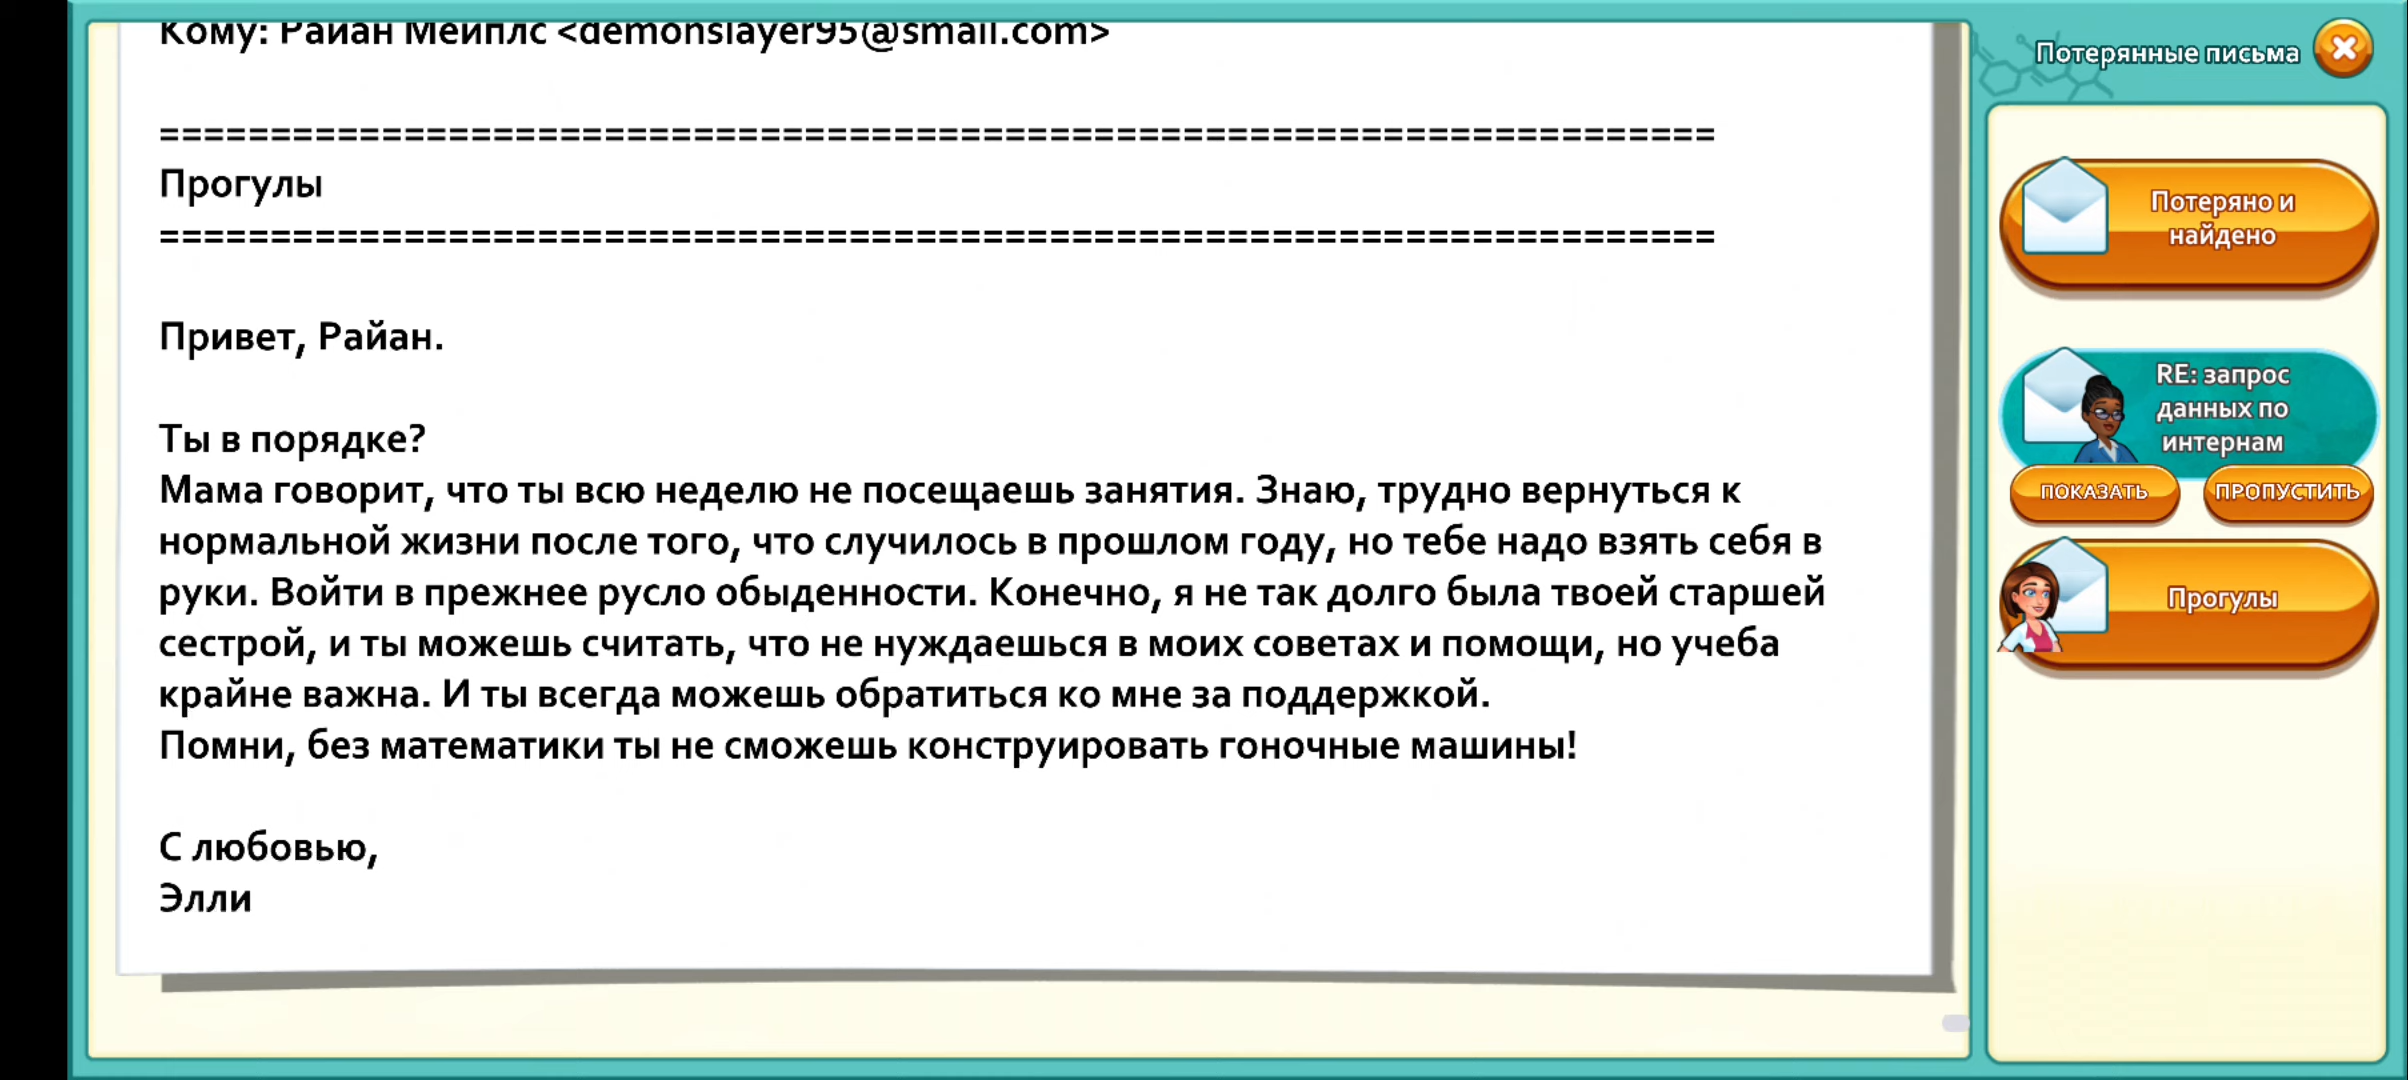 Кому: Райан Мейплс <demonslayer95@smail.com>
======================================================================
Прогулы
======================================================================
Привет, Райан.
Ты в порядке?
Мама говорит, что ты всю неделю не посещаешь занятия. Знаю, трудно вернуться к
нормальной жизни после того, что случилось в прошлом году, но тебе надо взять себя в
руки. Войти в прежнее русло обыденности. Конечно, я не так долго была твоей старшей
сестрой, и ты можешь считать, что не нуждаешься в моих советах и помощи, но учеба
крайне важна. И ты всегда можешь обратиться ко мне за поддержкой.
Помни, без математики ты не сможешь конструировать гоночные машины!
С любовью,
Элли
Потерянные письма
Потеряно и
найдено
RE: запрос
данных по
интернам
ПОКАЗАТЬ
ПРОПУСТИТЬ
Прогулы